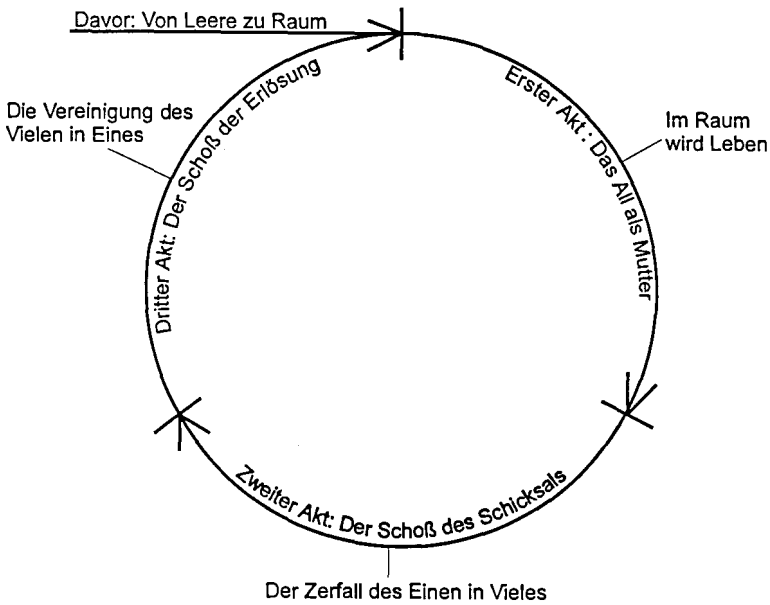 Davor: Von Leere zu Raum
Erster Akt : Das All als Mutter
Im Raum
wird Leben
Zweiter Akt: Der Schoß des Schicksals
Der Zerfall des Einen in Vieles
Dritter Akt: Der Schoß der Erlösung
Die Vereinigung des
Vielen in Eines